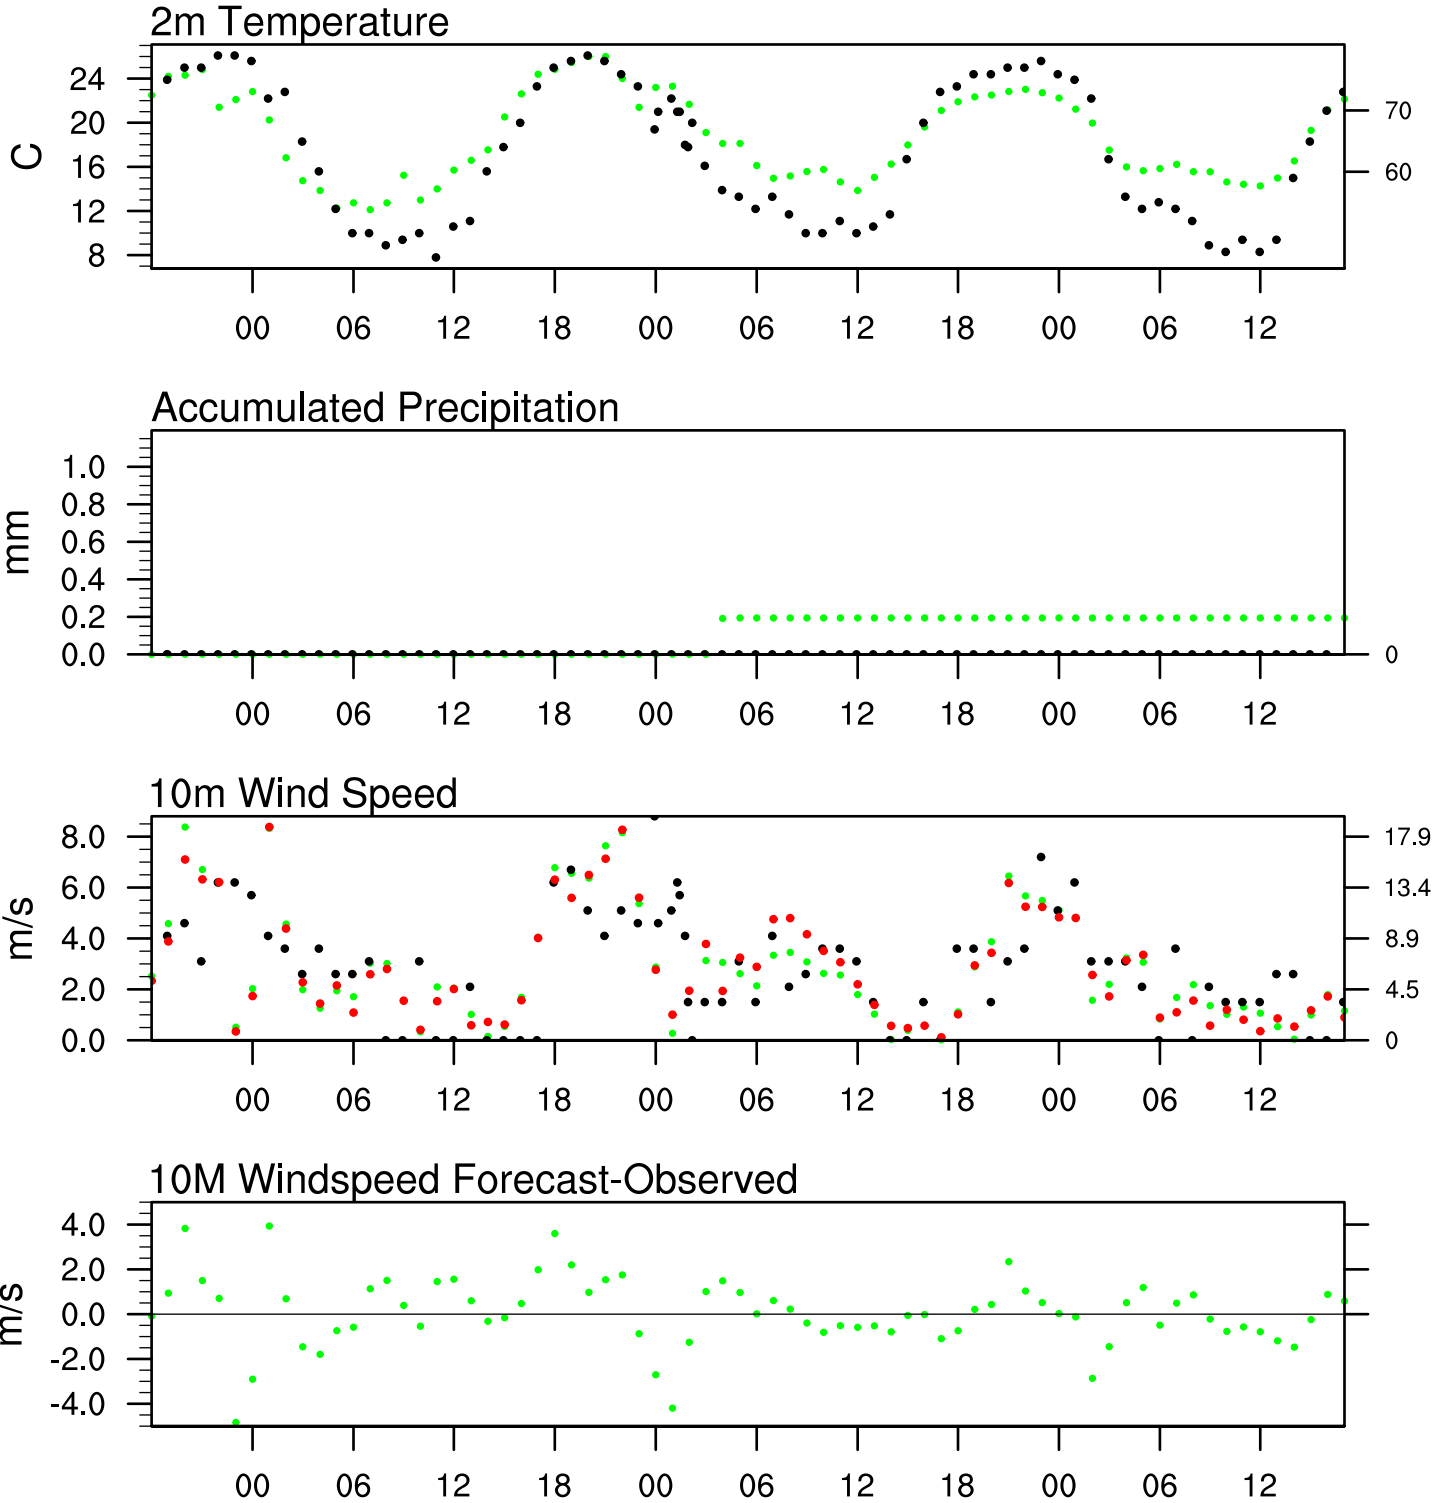 2m Temperature
24
20
16
12
8
C
70
60
00 06 12 18 00 06 12 18 00 06 12
Accumulated Precipitation
1.0
0.8
0.6
0.4
0.2
0.0
mm
0
00 06 12 18 00 06 12 18 00 06 12
10m Wind Speed
8.0
6.0
4.0
2.0
0.0
m/s
17.9
13.4
8.9
4.5
0
00 06 12 18 00 06 12 18 00 06 12
10M Windspeed Forecast-Observed
4.0
2.0
0.0
-2.0
-4.0
m/s
00 06 12 18 00 06 12 18 00 06 12